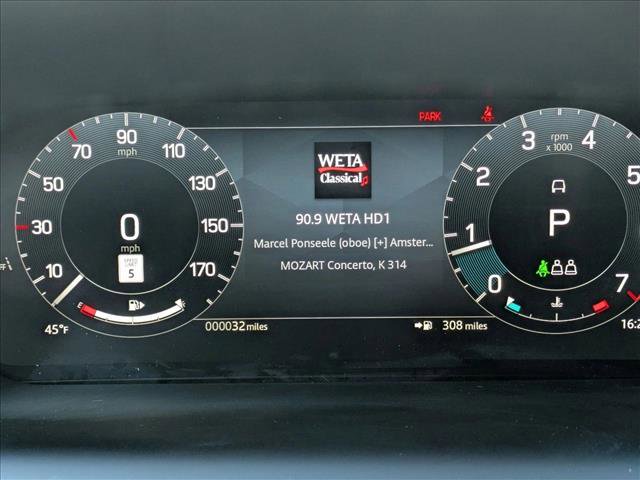 PARK
90
mph
70
110
50
130
30
150
10
170
0
mph
SPEED
LIMIT
5
E
F
45°F
000032 miles
WETA
Classical
90.9 WETA HD1
Marcel Ponseele (oboe) [+] Amster...
MOZART Concerto, K 314
308 miles
rpm
x 1000
3
4
2
5
1
0
7
P
16:2